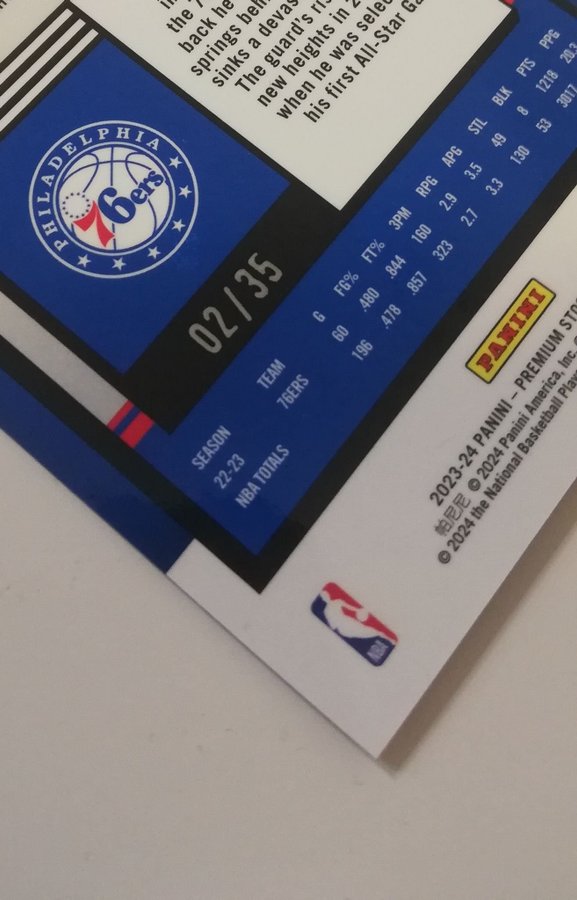 the 7
back he
springs beh
sinks a devas
The guard's ris
new heights in 2
when he was selec
his first All-Star Ga
PHILADELPHIA
76ers
02/35
SEASON TEAM G FG% FT% 3PM RPG APG STL BLK PTS PPG
22-23 76ERS 60 .480 .844 160 2.9 3.5 49 8 1218 20.3
NBA TOTALS 196 .478 .857 323 2.7 3.3 130 53 3017
PANINI
2023-24 PANINI – PREMIUM STO
帕尼尼 © 2024 Panini America, Inc.
© 2024 the National Basketball Playe
NBA